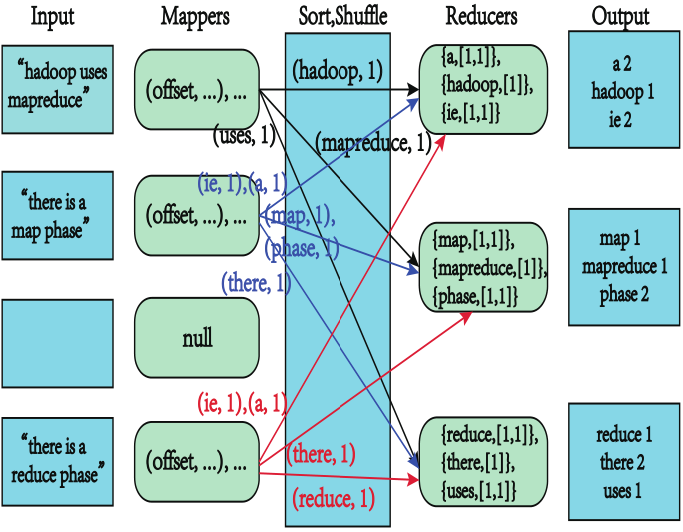 Input
Mappers
Sort,Shuffle
Reducers
Output
“hadoop uses
mapreduce”
(offset, ...), ...
(hadoop, 1)
(uses, 1)
(mapreduce, 1)
{a,[1,1]},
{hadoop,[1]},
{ie,[1,1]}
a 2
hadoop 1
ie 2
“there is a
map phase”
(offset, ...), ...
(ie, 1),(a, 1)
(map, 1),
(phase, 1)
(there, 1)
{map,[1,1]},
{mapreduce,[1]},
{phase,[1,1]}
map 1
mapreduce 1
phase 2
null
“there is a
reduce phase”
(offset, ...), ...
(ie, 1),(a, 1)
(there, 1)
(reduce, 1)
{reduce,[1,1]},
{there,[1]},
{uses,[1,1]}
reduce 1
there 2
uses 1